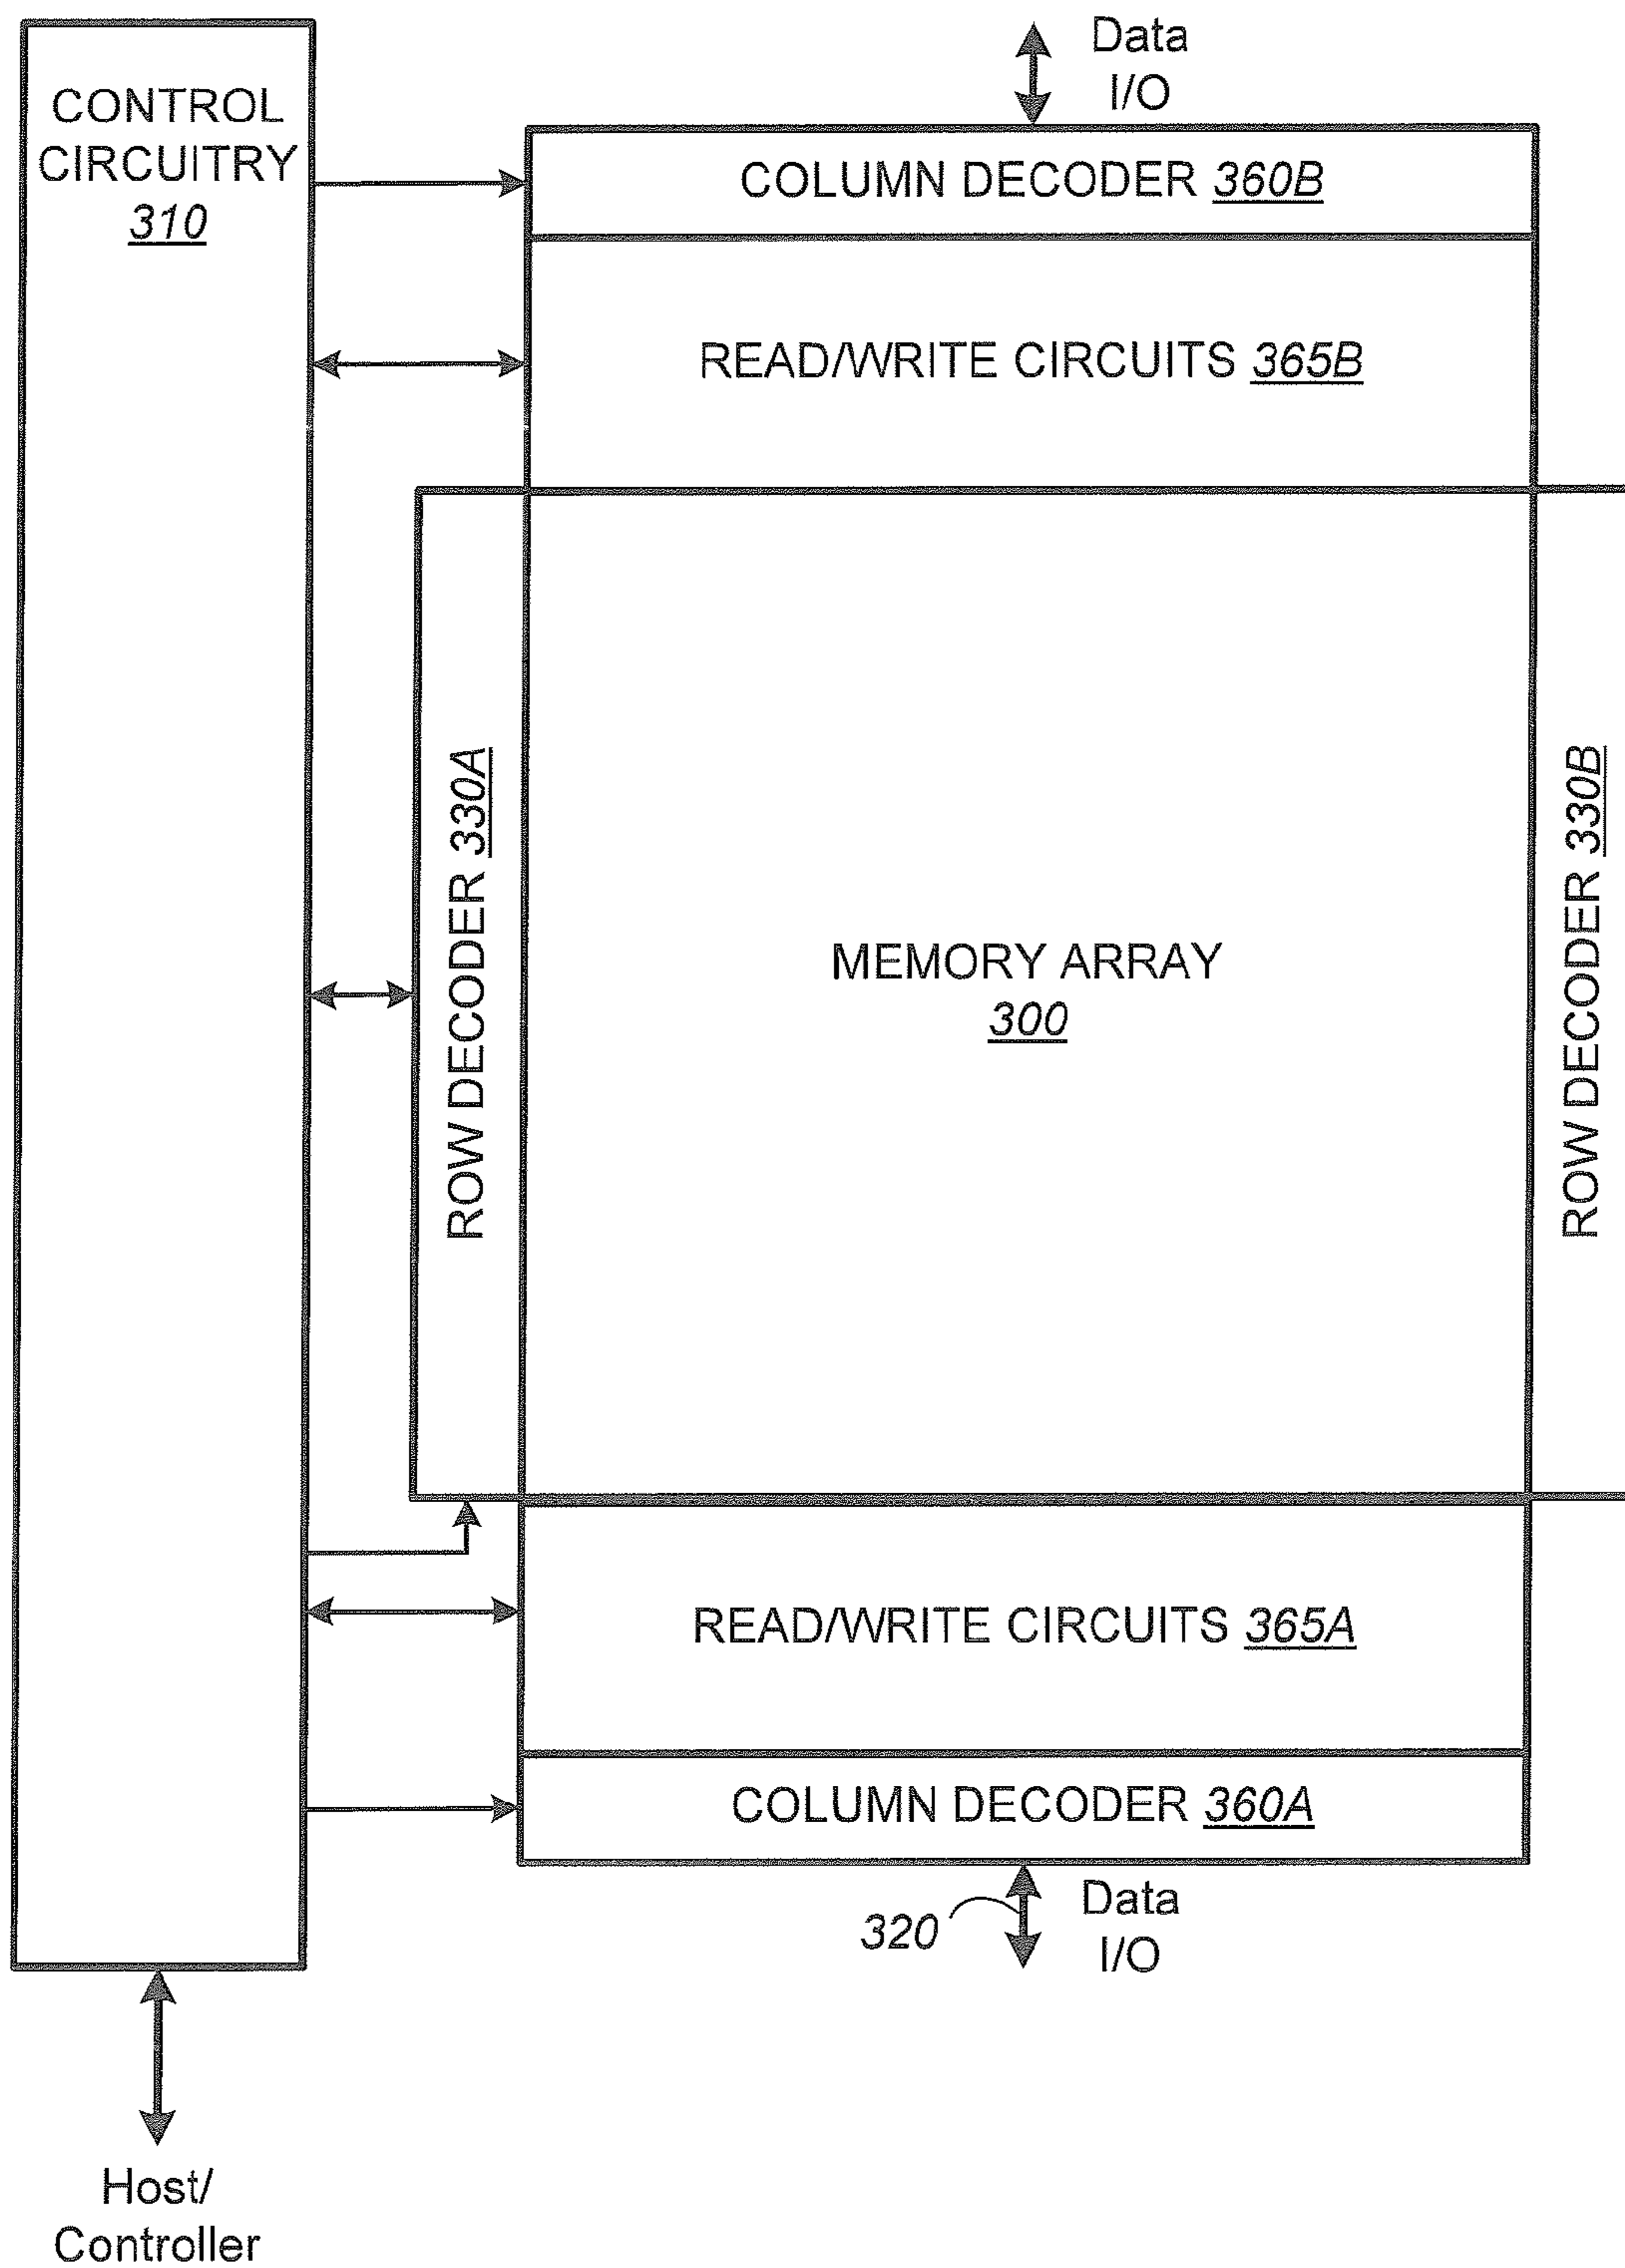 Data
I/O
CONTROL
CIRCUITRY
310
COLUMN DECODER 360B
READ/WRITE CIRCUITS 365B
ROW DECODER 330A
MEMORY ARRAY
300
ROW DECODER 330B
READ/WRITE CIRCUITS 365A
COLUMN DECODER 360A
320
Data
I/O
Host/
Controller